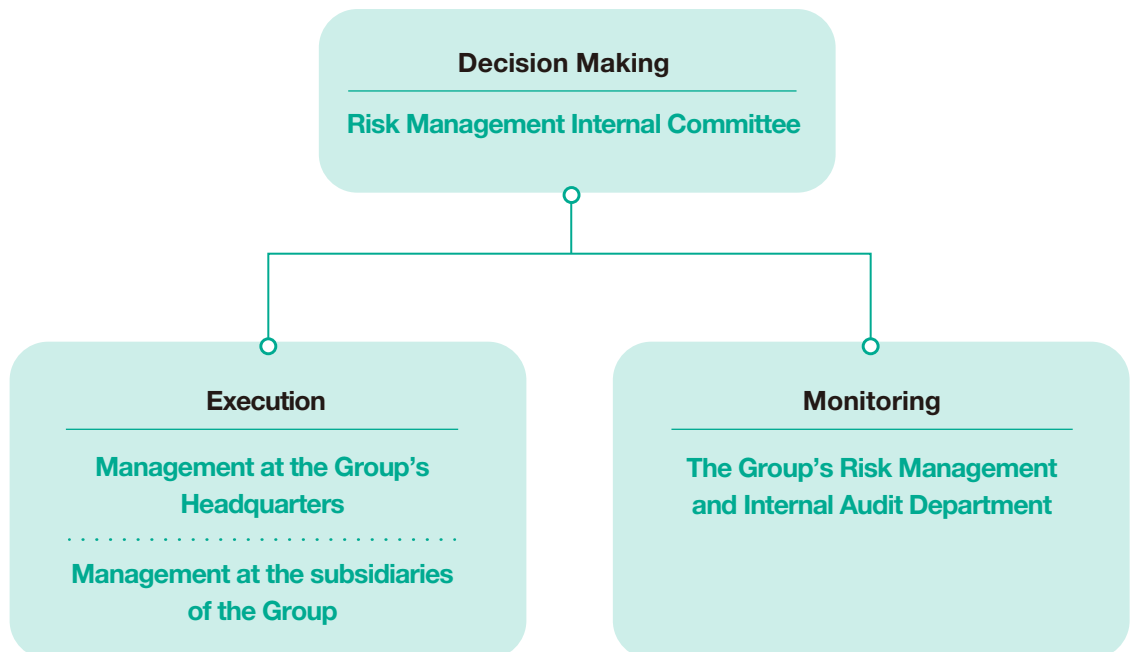 Decision Making
Risk Management Internal Committee
Execution
Management at the Group’s
Headquarters
Management at the subsidiaries
of the Group
Monitoring
The Group’s Risk Management
and Internal Audit Department